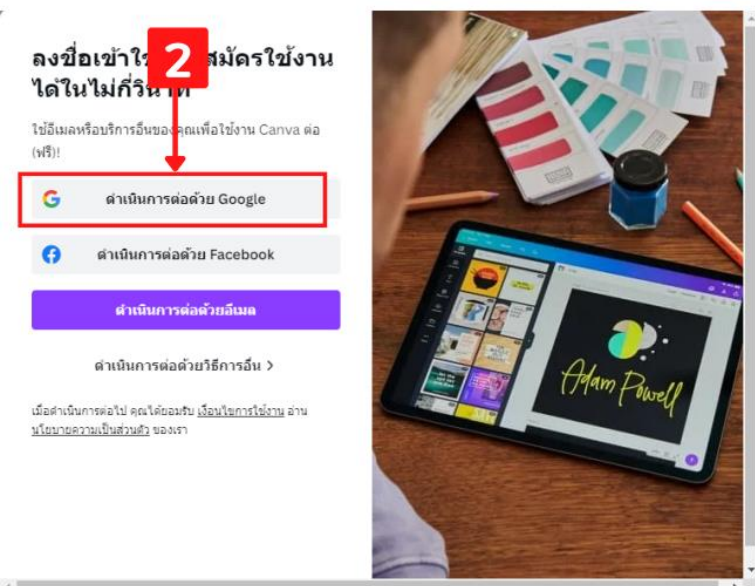 ลงชื่อเข้าใช้ 2 สมัครใช้งาน
ได้ในไม่กี่วินาที
ใช้อีเมลหรือบริการอื่นของคุณเพื่อใช้งาน Canva ต่อ
(ฟรี)!
ดำเนินการต่อด้วย Google
ดำเนินการต่อด้วย Facebook
ดำเนินการต่อด้วยอีเมล
ดำเนินการต่อด้วยวิธีการอื่น >
เมื่อดำเนินการต่อไป คุณได้ยอมรับ เงื่อนไขการใช้งาน อ่าน
นโยบายความเป็นส่วนตัว ของเรา
Adam Powell